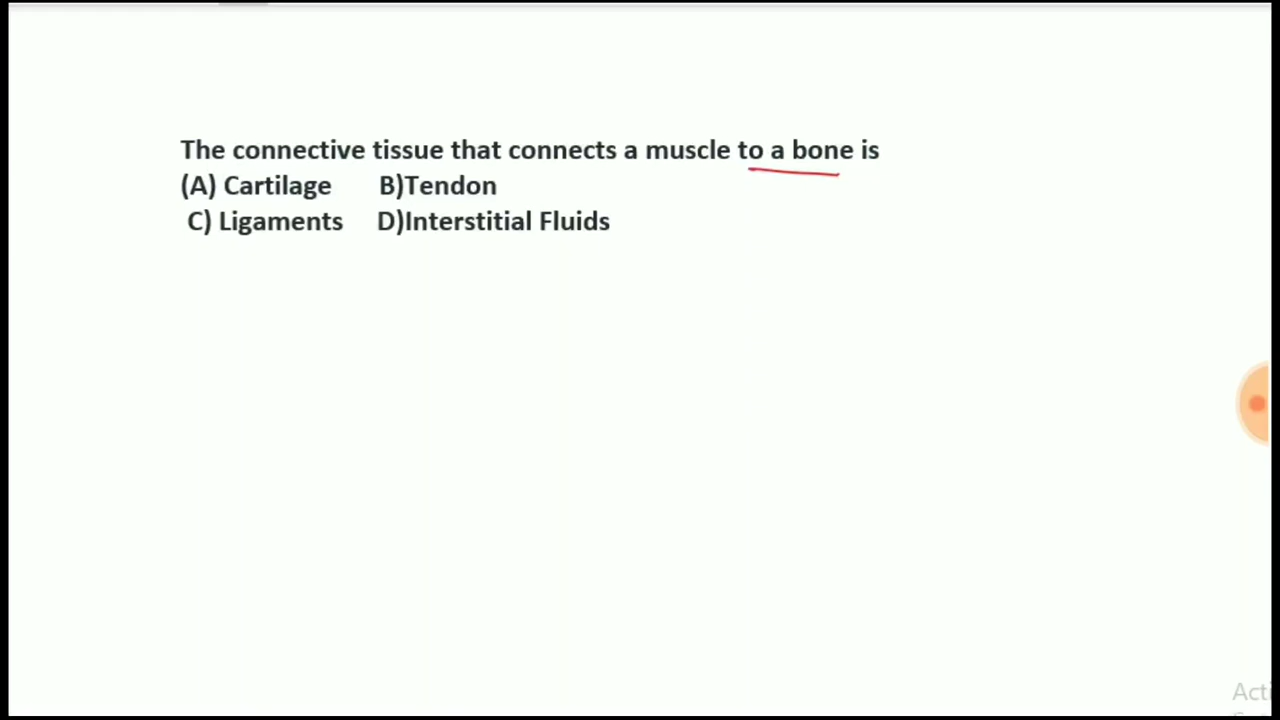 The connective tissue that connects a muscle to a bone is
(A) Cartilage B)Tendon
C) Ligaments D)Interstitial Fluids